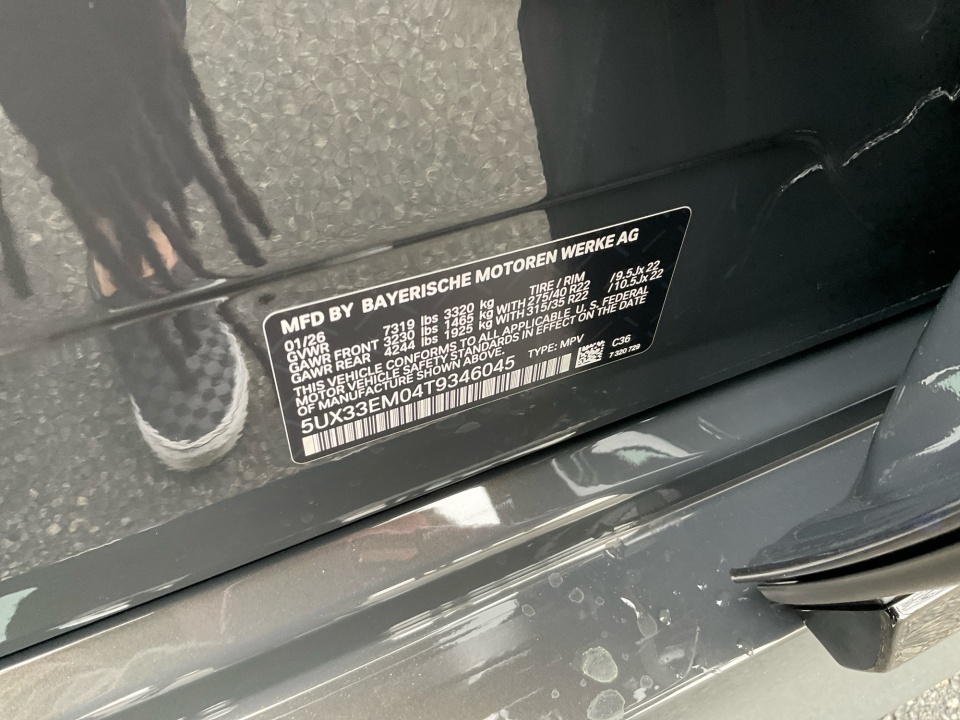 MFD BY BAYERISCHE MOTOREN WERKE AG
01/26
GVWR 7319 lbs 3320 kg TIRE / RIM
GAWR FRONT 3230 lbs 1465 kg WITH 275/40 R22 /9.5Jx22
GAWR REAR 4244 lbs 1925 kg WITH 315/35 R22 /10.5Jx22
THIS VEHICLE CONFORMS TO ALL APPLICABLE U.S. FEDERAL
MOTOR VEHICLE SAFETY STANDARDS IN EFFECT ON THE DATE
OF MANUFACTURE SHOWN ABOVE.
5UX33EM04T9346045 TYPE: MPV C36
7 320 729